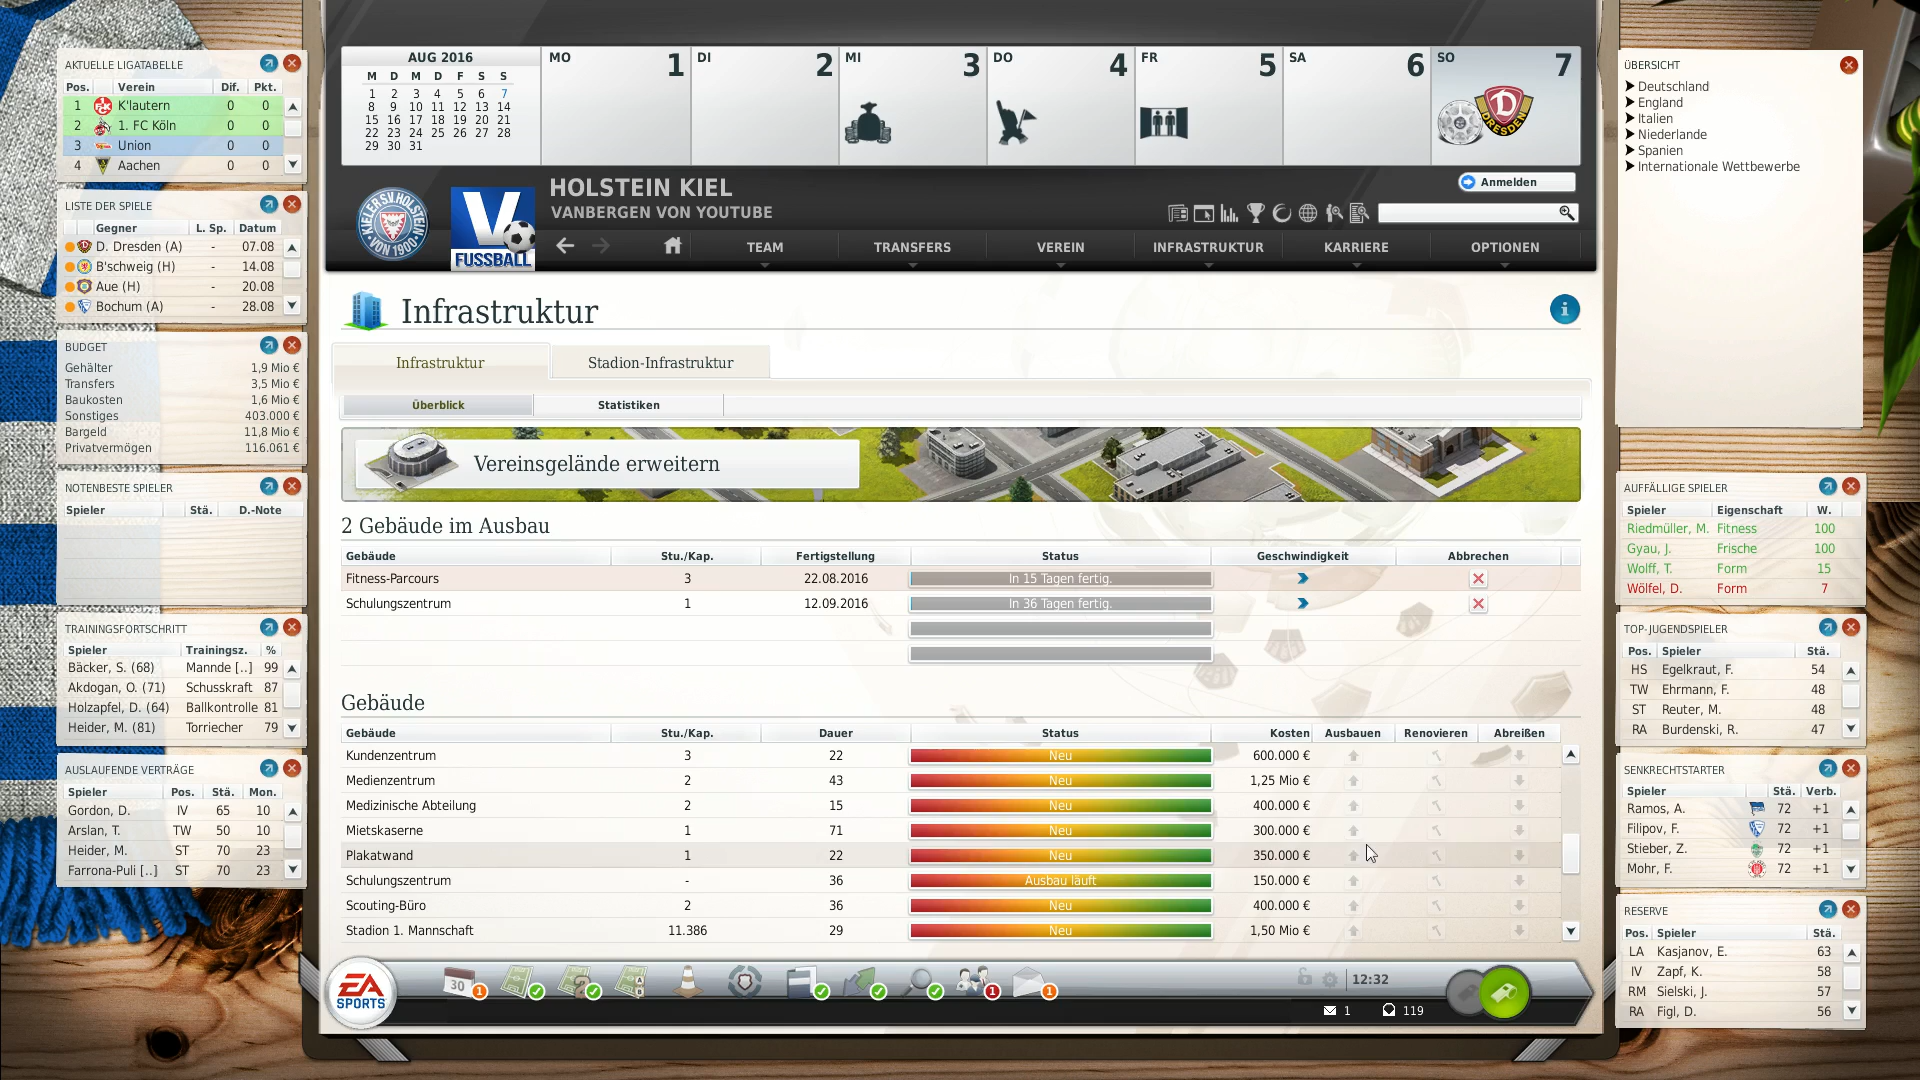 AKTUELLE LIGATABELLE
Pos. Verein Dif. Pkt.
1 K'lautern 0 0
2 1. FC Köln 0 0
3 Union 0 0
4 Aachen 0 0
LISTE DER SPIELE
Gegner L. Sp. Datum
D. Dresden (A) - 07.08
B'schweig (H) - 14.08
Aue (H) - 20.08
Bochum (A) - 28.08
BUDGET
Gehälter 1,9 Mio €
Transfers 3,5 Mio €
Baukosten 1,6 Mio €
Sonstiges 403.000 €
Bargeld 11,8 Mio €
Privatvermögen 116.061 €
NOTENBESTE SPIELER
Spieler Stä. D.-Note
TRAININGSFORTSCHRITT
Spieler Trainingsz. %
Bäcker, S. (68) Mannde [..] 99
Akdogan, O. (71) Schusskraft 87
Holzapfel, D. (64) Ballkontrolle 81
Heider, M. (81) Torriecher 79
AUSLAUFENDE VERTRÄGE
Spieler Pos. Stä. Mon.
Gordon, D. IV 65 10
Arslan, T. TW 50 10
Heider, M. ST 70 23
Farrona-Puli [..] ST 70 23
AUG 2016
M D M D F S S
1 2 3 4 5 6 7
8 9 10 11 12 13 14
15 16 17 18 19 20 21
22 23 24 25 26 27 28
29 30 31
MO 1 DI 2 MI 3 DO 4 FR 5 SA 6 SO 7
DRESDEN
KIELER S.V. HOLSTEIN
VON 1900
V
FUSSBALL
HOLSTEIN KIEL
VANBERGEN VON YOUTUBE
Anmelden
TEAM TRANSFERS VEREIN INFRASTRUKTUR KARRIERE OPTIONEN
Infrastruktur
Infrastruktur Stadion-Infrastruktur
Überblick Statistiken
Vereinsgelände erweitern
2 Gebäude im Ausbau
Gebäude Stu./Kap. Fertigstellung Status Geschwindigkeit Abbrechen
Fitness-Parcours 3 22.08.2016 In 15 Tagen fertig.
Schulungszentrum 1 12.09.2016 In 36 Tagen fertig.
Gebäude
Gebäude Stu./Kap. Dauer Status Kosten Ausbauen Renovieren Abreißen
Kundenzentrum 3 22 Neu 600.000 €
Medienzentrum 2 43 Neu 1,25 Mio €
Medizinische Abteilung 2 15 Neu 400.000 €
Mietskaserne 1 71 Neu 300.000 €
Plakatwand 1 22 Neu 350.000 €
Schulungszentrum - 36 Ausbau läuft 150.000 €
Scouting-Büro 2 36 Neu 400.000 €
Stadion 1. Mannschaft 11.386 29 Neu 1,50 Mio €
EA SPORTS
30 1 1 1
12:32
1 119
ÜBERSICHT
Deutschland
England
Italien
Niederlande
Spanien
Internationale Wettbewerbe
AUFFÄLLIGE SPIELER
Spieler Eigenschaft W.
Riedmüller, M. Fitness 100
Gyau, J. Frische 100
Wolff, T. Form 15
Wölfel, D. Form 7
TOP-JUGENDSPIELER
Pos. Spieler Stä.
HS Egelkraut, F. 54
TW Ehrmann, F. 48
ST Reuter, M. 48
RA Burdenski, R. 47
SENKRECHTSTARTER
Spieler Stä. Verb.
Ramos, A. 72 +1
Filipov, F. 72 +1
Stieber, Z. 72 +1
Mohr, F. 72 +1
RESERVE
Pos. Spieler Stä.
LA Kasjanov, E. 63
IV Zapf, K. 58
RM Sielski, J. 57
RA Figl, D. 56